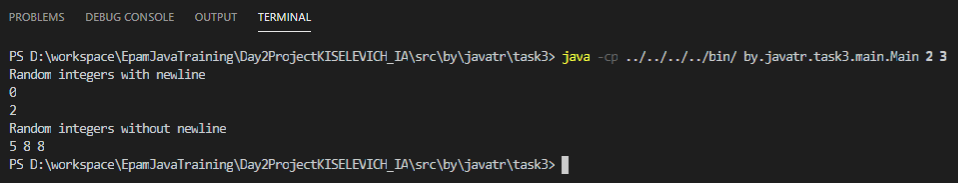 PROBLEMS DEBUG CONSOLE OUTPUT TERMINAL
PS D:\workspace\EpamJavaTraining\Day2ProjectKISELEVICH_IA\src\by\javatr\task3> java -cp ../../../../bin/ by.javatr.task3.main.Main 2 3
Random integers with newline
0
2
Random integers without newline
5 8 8
PS D:\workspace\EpamJavaTraining\Day2ProjectKISELEVICH_IA\src\by\javatr\task3>